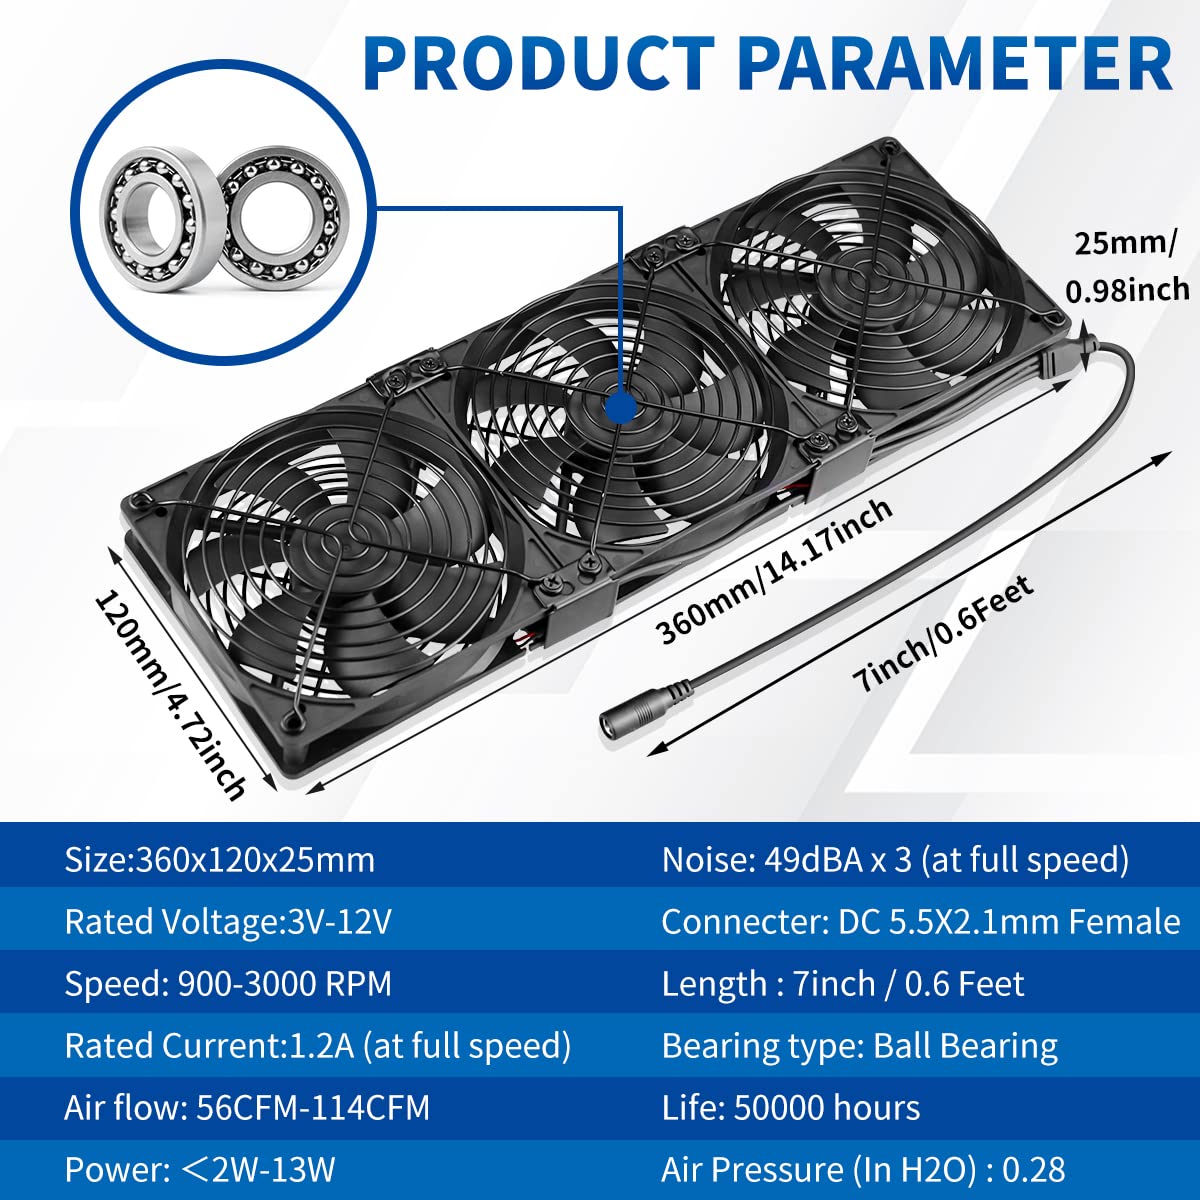 PRODUCT PARAMETER
25mm/
0.98inch
360mm/14.17inch
7inch/0.6Feet
120mm/4.72inch
Size:360x120x25mm
Rated Voltage:3V-12V
Speed: 900-3000 RPM
Rated Current:1.2A (at full speed)
Air flow: 56CFM-114CFM
Power: ＜2W-13W
Noise: 49dBA x 3 (at full speed)
Connecter: DC 5.5X2.1mm Female
Length : 7inch / 0.6 Feet
Bearing type: Ball Bearing
Life: 50000 hours
Air Pressure (In H2O) : 0.28